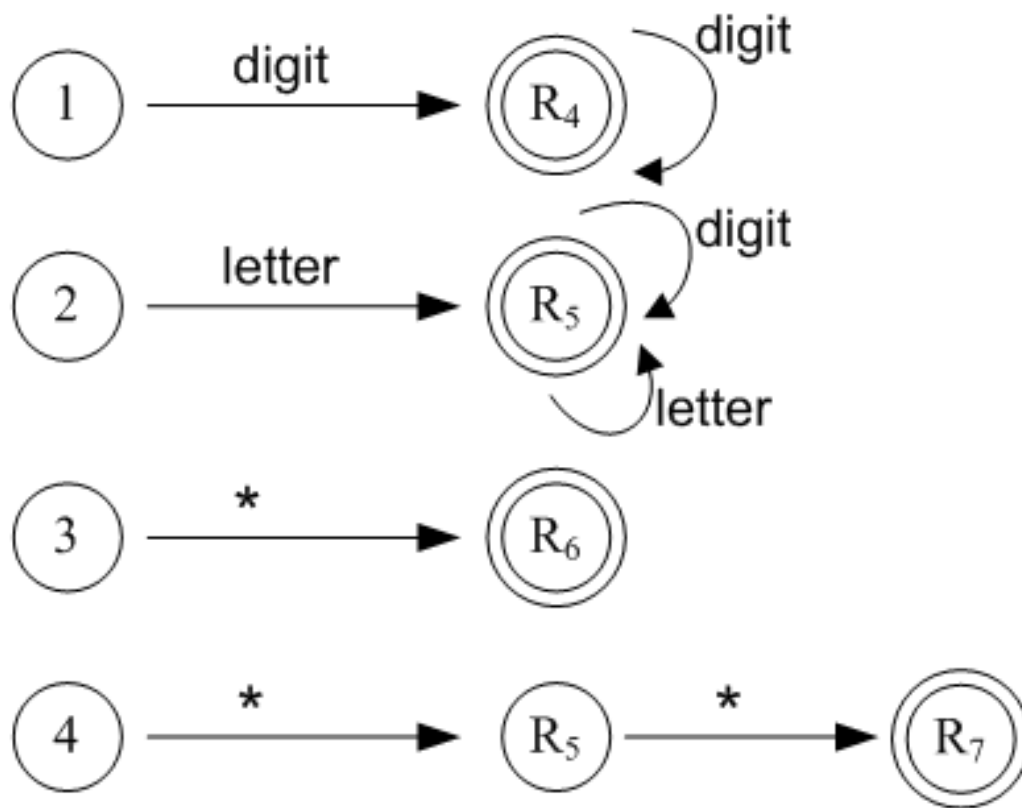 1 digit R₄ digit
2 letter R₅ digit
letter
3 * R₆
4 * R₅ * R₇